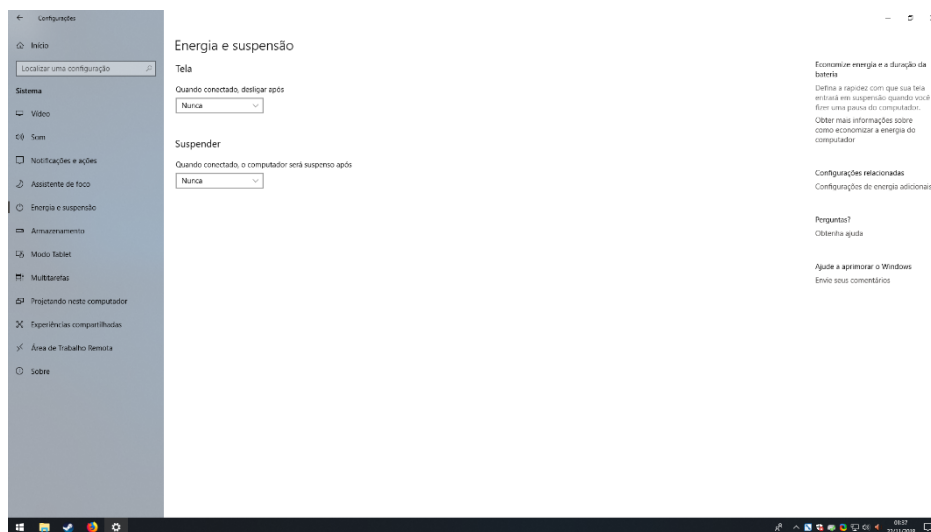 Configurações
Início
Localizar uma configuração
Sistema
Vídeo
Som
Notificações e ações
Assistente de foco
Energia e suspensão
Armazenamento
Modo Tablet
Multitarefas
Projetando neste computador
Experiências compartilhadas
Área de Trabalho Remota
Sobre
Energia e suspensão
Tela
Quando conectado, desligar após
Nunca
Suspender
Quando conectado, o computador será suspenso após
Nunca
Economize energia e a duração da
bateria
Defina a rapidez com que sua tela
entrará em suspensão quando você
fizer uma pausa do computador.
Obter mais informações sobre
como economizar a energia do
computador
Configurações relacionadas
Configurações de energia adicionais
Perguntas?
Obtenha ajuda
Ajude a aprimorar o Windows
Envie seus comentários
08:37